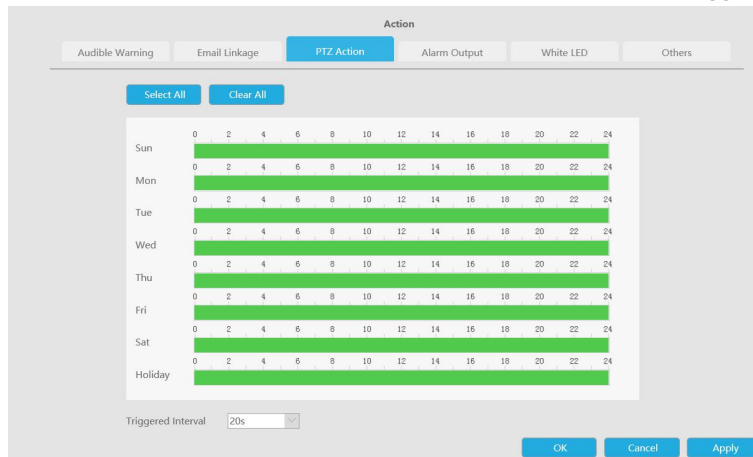 Action
Audible Warning Email Linkage PTZ Action Alarm Output White LED Others
Select All Clear All
0 2 4 6 8 10 12 14 16 18 20 22 24
Sun
0 2 4 6 8 10 12 14 16 18 20 22 24
Mon
0 2 4 6 8 10 12 14 16 18 20 22 24
Tue
0 2 4 6 8 10 12 14 16 18 20 22 24
Wed
0 2 4 6 8 10 12 14 16 18 20 22 24
Thu
0 2 4 6 8 10 12 14 16 18 20 22 24
Fri
0 2 4 6 8 10 12 14 16 18 20 22 24
Sat
0 2 4 6 8 10 12 14 16 18 20 22 24
Holiday
Triggered Interval 20s
OK Cancel Apply